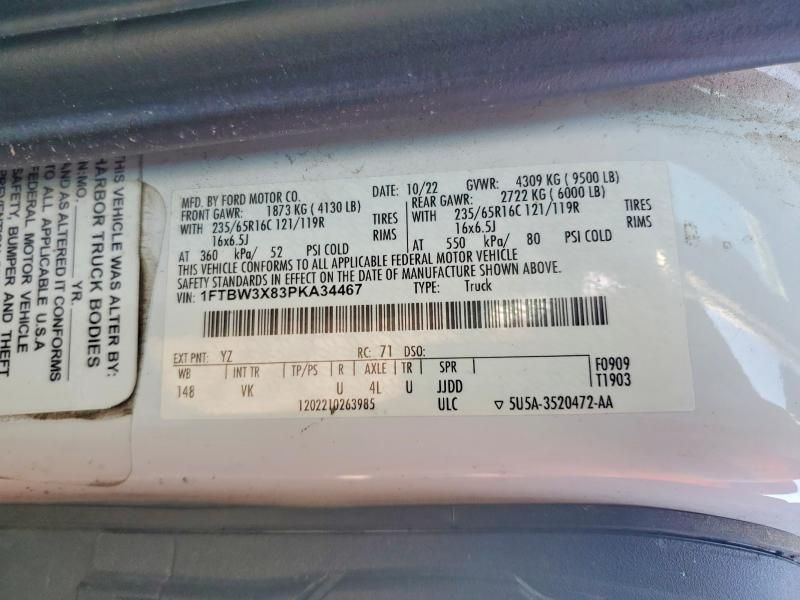 MFD. BY FORD MOTOR CO.
DATE: 10/22 GVWR: 4309 KG (9500 LB)
FRONT GAWR: 1873 KG (4130 LB)
REAR GAWR: 2722 KG (6000 LB)
WITH 235/65R16C 121/119R TIRES
16x6.5J RIMS
AT 360 kPa/ 52 PSI COLD
WITH 235/65R16C 121/119R TIRES
16x6.5J RIMS
AT 550 kPa/ 80 PSI COLD
THIS VEHICLE CONFORMS TO ALL APPLICABLE FEDERAL MOTOR VEHICLE
SAFETY STANDARDS IN EFFECT ON THE DATE OF MANUFACTURE SHOWN ABOVE.
VIN: 1FTBW3X83PKA34467 TYPE: Truck
EXT PNT: YZ RC: 71 DSO:
WB INT TR TP/PS R AXLE TR SPR
148 VK U 4L U JJDD
F0909
T1903
1202210263985 ULC 5U5A-3520472-AA
THIS VEHICLE WAS ALTER BY:
HARBOR TRUCK BODIES
N:MO. YR.
AND AS ALTERED IT CONFORMS
TO ALL APPLICABLE U.S.A
FEDERAL MOTOR VEHICLE
SAFETY, BUMPER AND THEFT